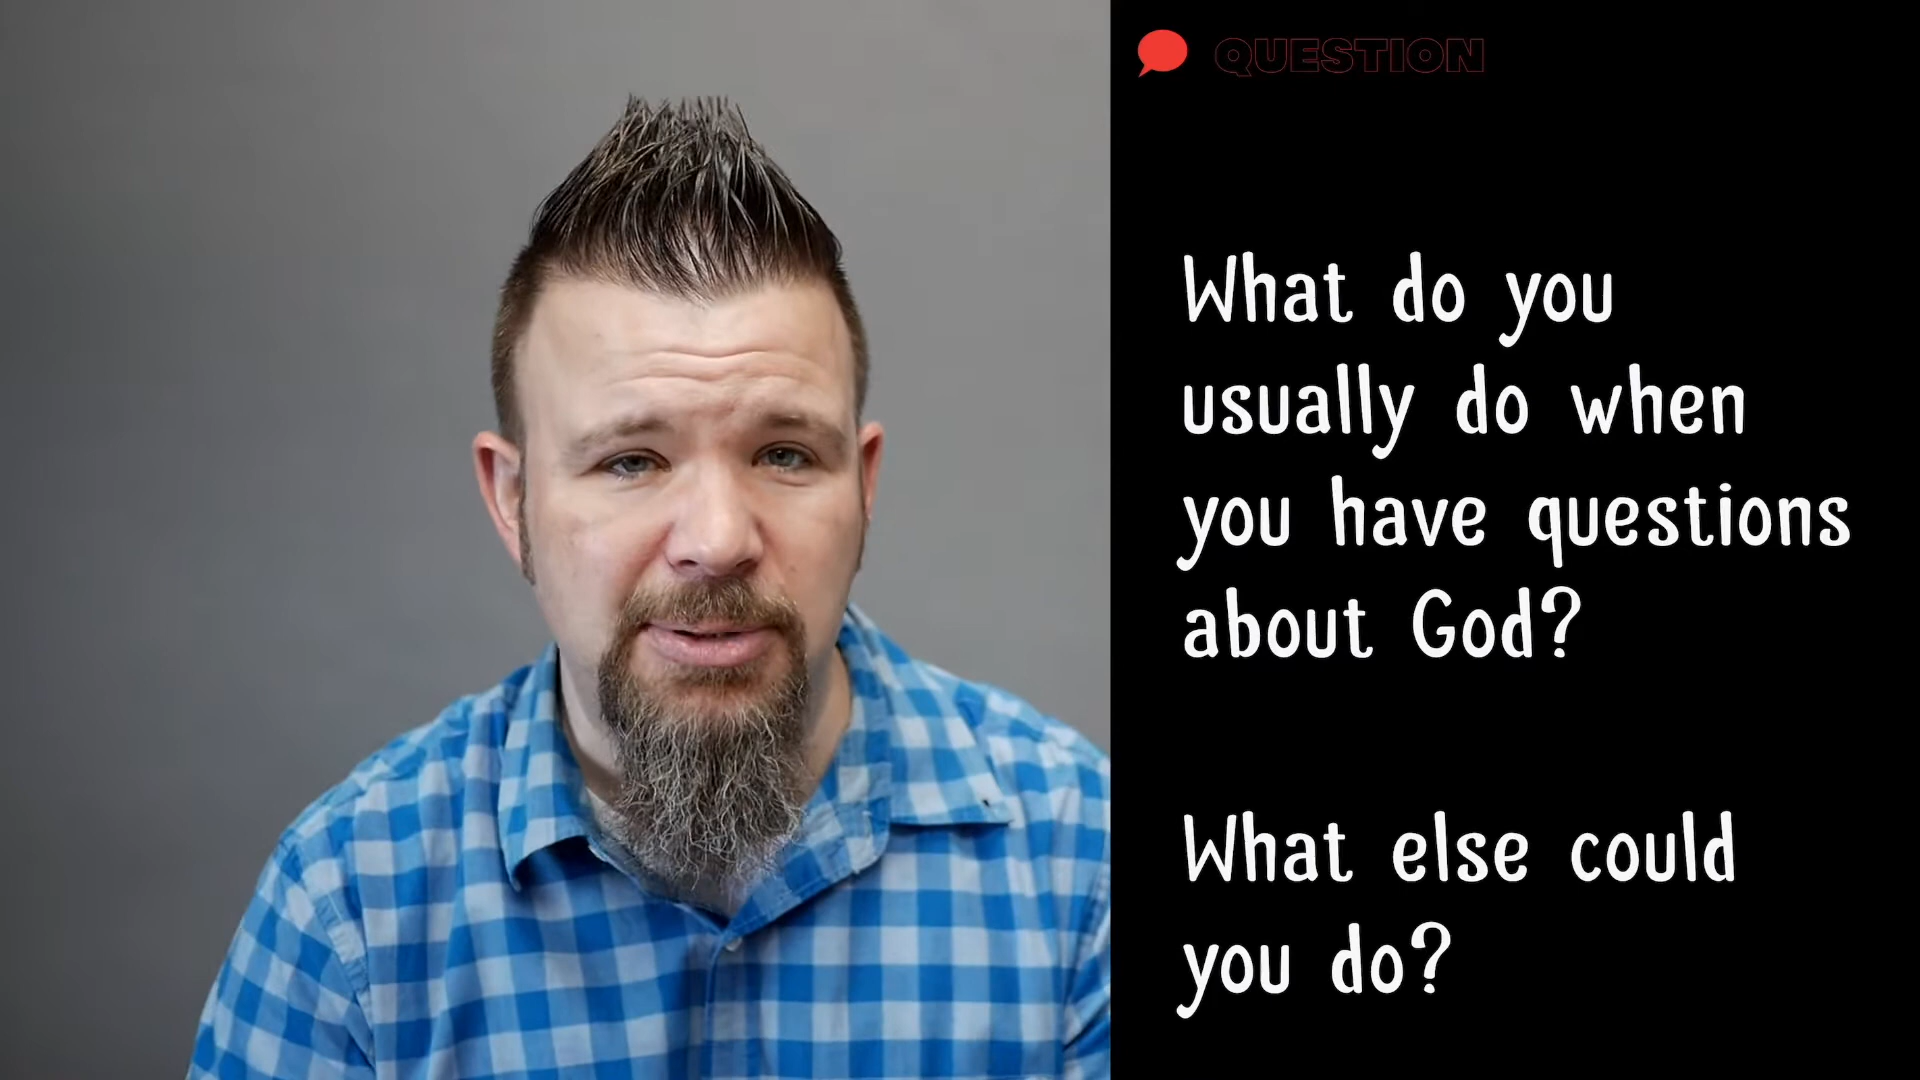 QUESTION
What do you
usually do when
you have questions
about God?
What else could
you do?